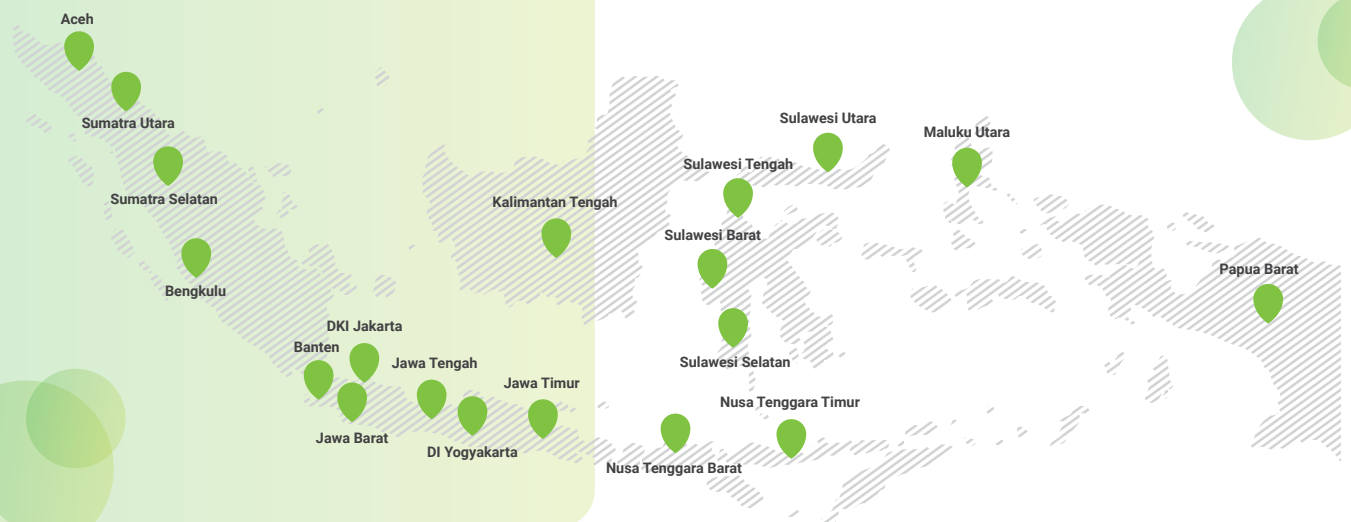 Aceh
Sumatra Utara
Sumatra Selatan
Bengkulu
DKI Jakarta
Banten
Jawa Tengah
Jawa Timur
Jawa Barat
DI Yogyakarta
Kalimantan Tengah
Sulawesi Utara
Sulawesi Tengah
Sulawesi Barat
Sulawesi Selatan
Nusa Tenggara Timur
Nusa Tenggara Barat
Maluku Utara
Papua Barat